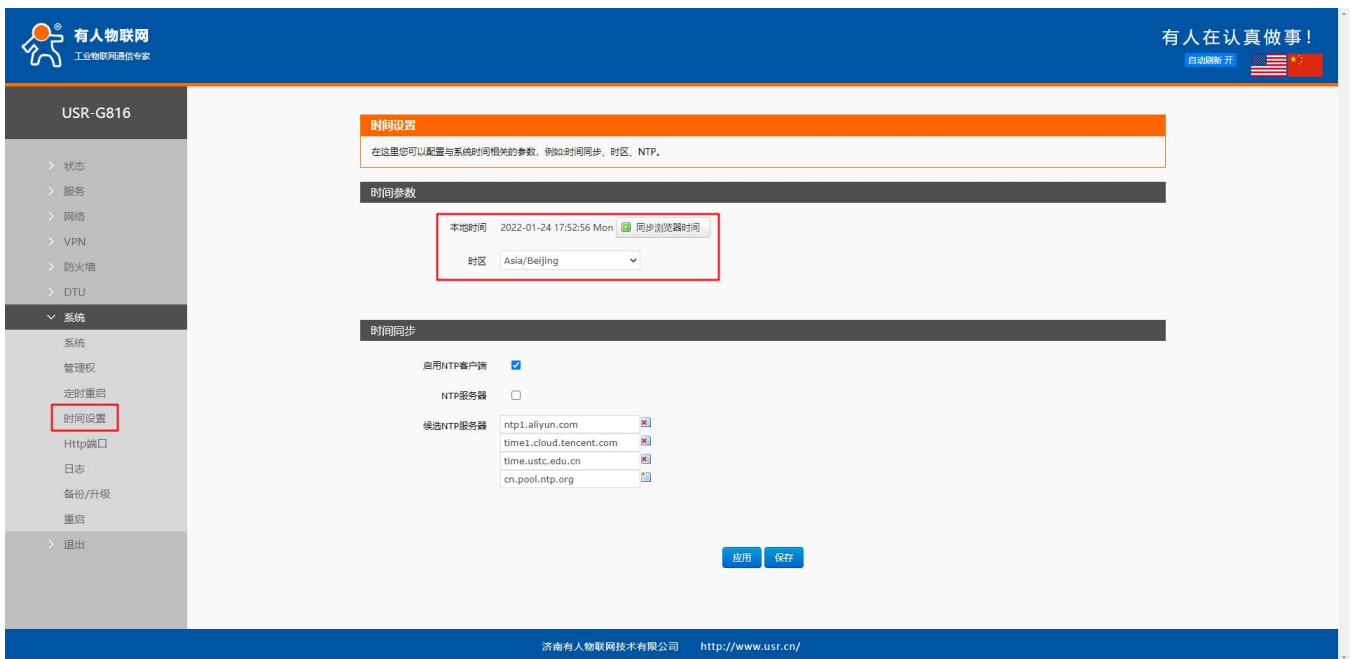 有人物联网
工业物联网通信专家
有人在认真做事！
自动刷新 开
USR-G816
状态
服务
网络
VPN
防火墙
DTU
系统
系统
管理权
定时重启
时间设置
Http端口
日志
备份/升级
重启
退出
时间设置
在这里您可以配置与系统时间相关的参数，例如:时间同步、时区、NTP。
时间参数
本地时间 2022-01-24 17:52:56 Mon 同步浏览器时间
时区 Asia/Beijing
时间同步
启用NTP客户端
NTP服务器
候选NTP服务器 ntp1.aliyun.com
time1.cloud.tencent.com
time.ustc.edu.cn
cn.pool.ntp.org
应用 保存
济南有人物联网技术有限公司 http://www.usr.cn/